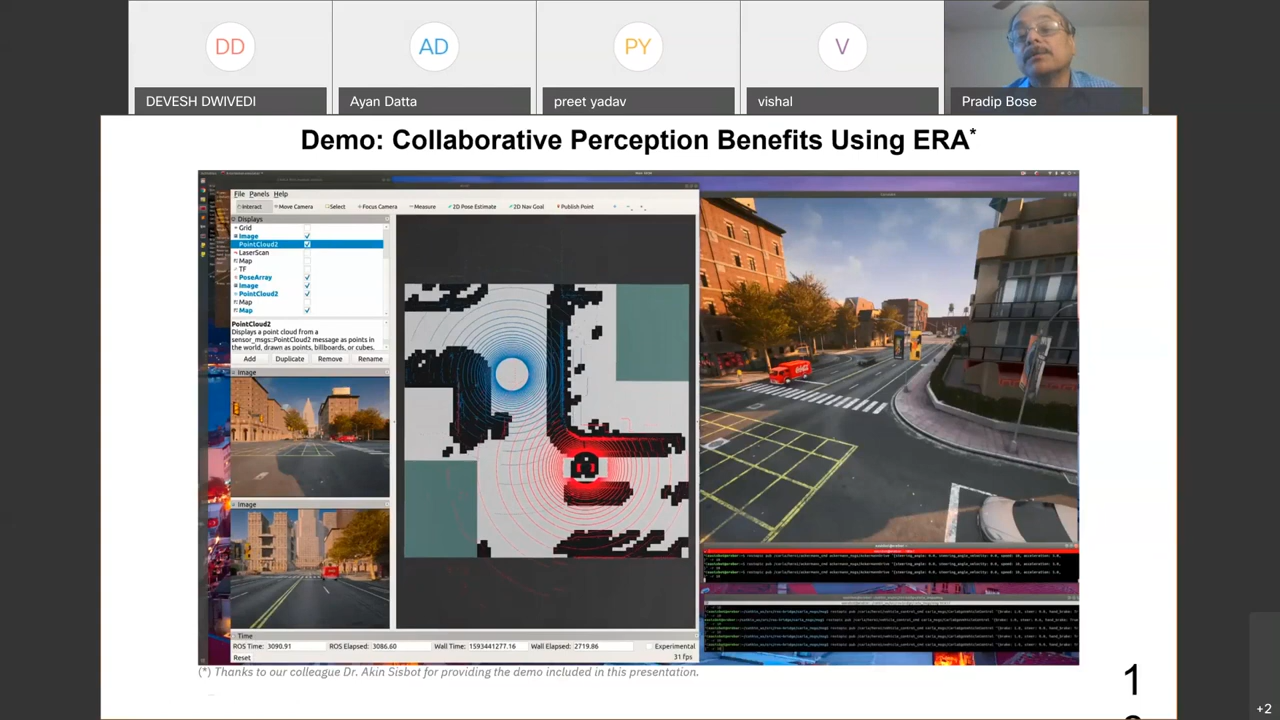 DD
AD
PY
V
DEVESH DWIVEDI
Ayan Datta
preet yadav
vishal
Pradip Bose
Demo: Collaborative Perception Benefits Using ERA*
File Panels Help
Interact Move Camera Select Focus Camera Measure 2D Pose Estimate 2D Nav Goal Publish Point
Displays
Grid
Image
PointCloud2
LaserScan
Map
TF
PoseArray
Image
PointCloud2
Map
Map
PointCloud2
Displays a point cloud from a
sensor_msgs::PointCloud2 message as points in
the world, drawn as points, billboards, or cubes.
Add Duplicate Remove Rename
Image
Image
Time
ROS Time: 3090.91 ROS Elapsed: 3086.60 Wall Time: 1593441277.16 Wall Elapsed: 2719.86 Experimental
Reset 31 fps
(*) Thanks to our colleague Dr. Akin Sisbot for providing the demo included in this presentation.
1
+2